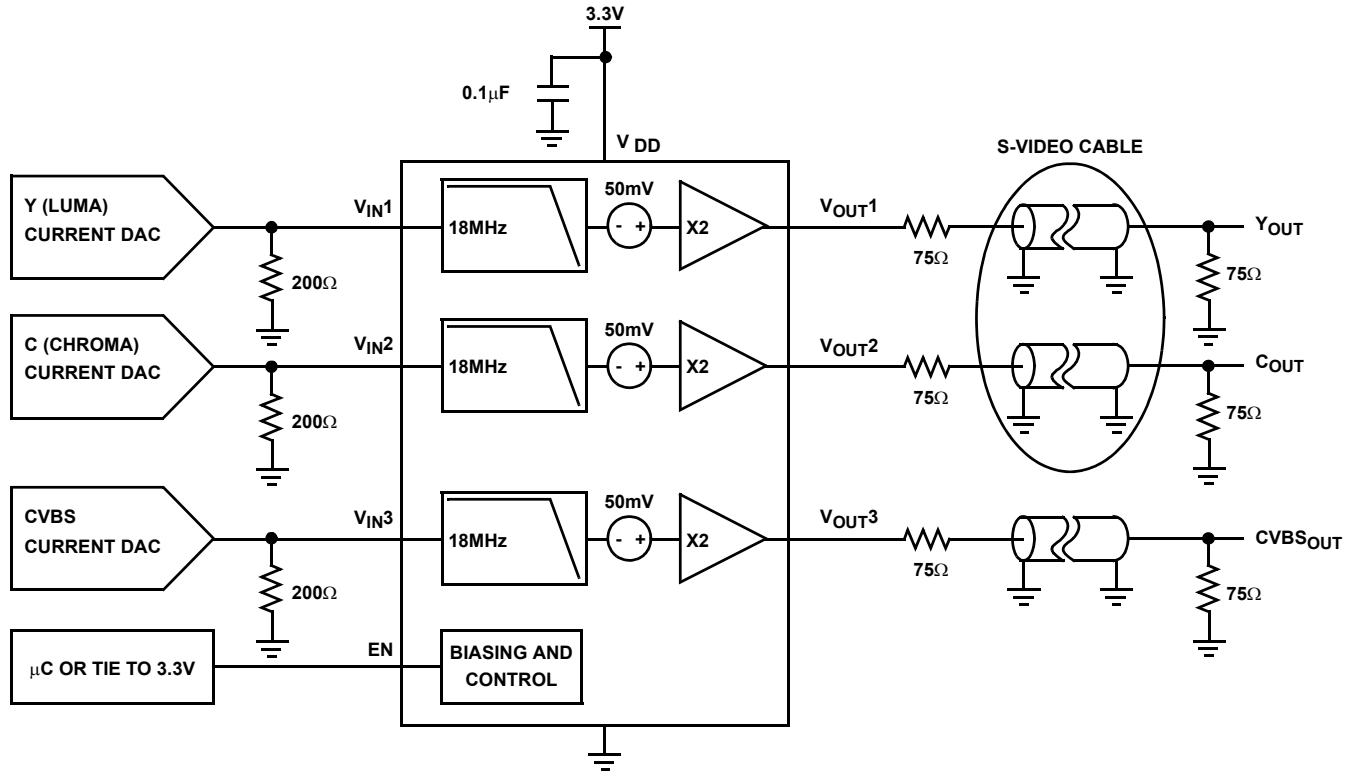 3.3V
0.1μF
V DD
S-VIDEO CABLE
Y (LUMA)
CURRENT DAC
VIN1
200Ω
18MHz
50mV
- +
X2
VOUT1
75Ω
YOUT
75Ω
C (CHROMA)
CURRENT DAC
VIN2
200Ω
18MHz
50mV
- +
X2
VOUT2
75Ω
COUT
75Ω
CVBS
CURRENT DAC
VIN3
200Ω
18MHz
50mV
- +
X2
VOUT3
75Ω
CVBSOUT
75Ω
μC OR TIE TO 3.3V
EN
BIASING AND
CONTROL